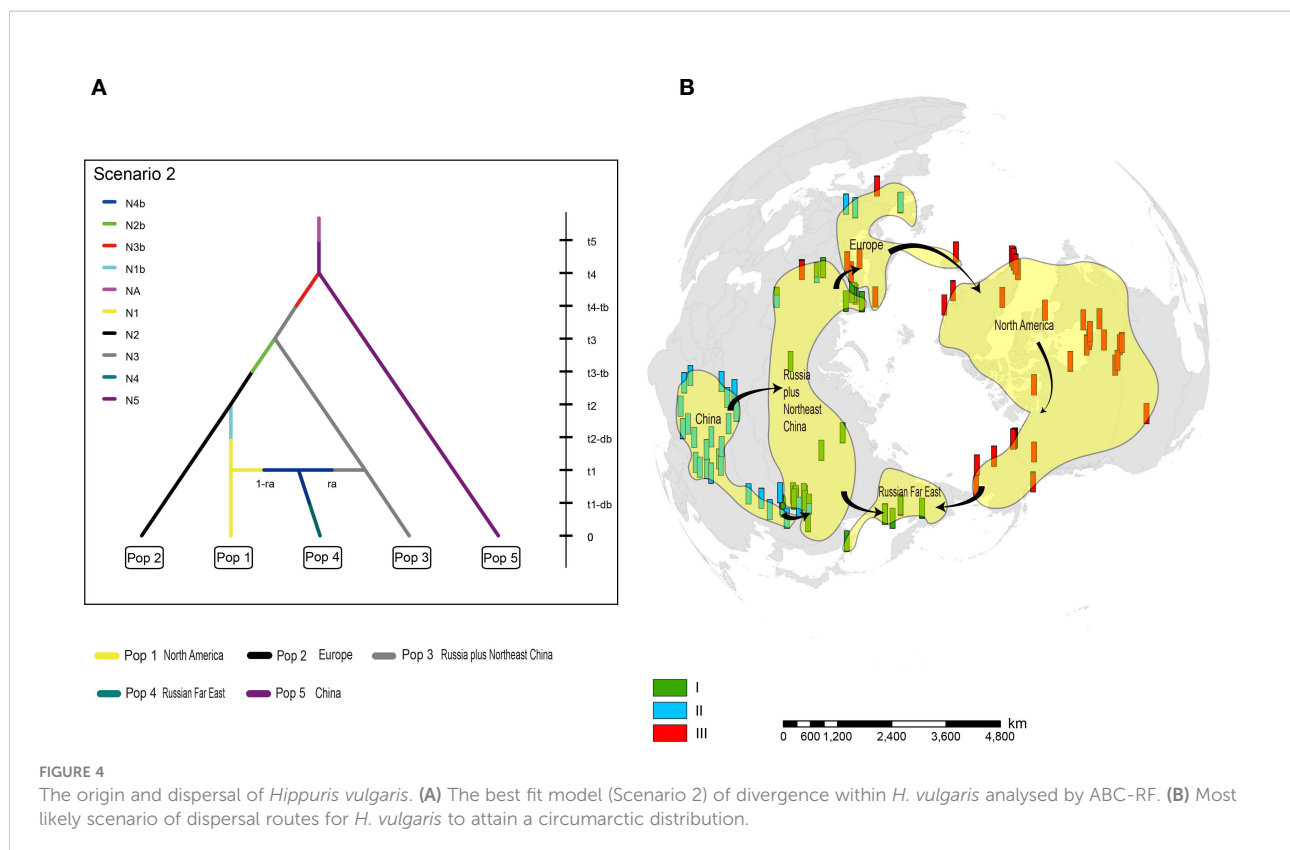 A
B
Scenario 2
N4b
N2b
N3b
N1b
NA
N1
N2
N3
N4
N5
t5
t4
t4-tb
t3
t3-tb
t2
t2-db
t1
t1-db
0
1-ra
ra
Pop 2
Pop 1
Pop 4
Pop 3
Pop 5
Pop 1 North America
Pop 2 Europe
Pop 3 Russia plus Northeast China
Pop 4 Russian Far East
Pop 5 China
Europe
North America
Russia
plus
Northeast
China
China
Russian Far East
I
II
III
km
0 600 1,200 2,400 3,600 4,800
FIGURE 4
The origin and dispersal of Hippuris vulgaris. (A) The best fit model (Scenario 2) of divergence within H. vulgaris analysed by ABC-RF. (B) Most
likely scenario of dispersal routes for H. vulgaris to attain a circumarctic distribution.